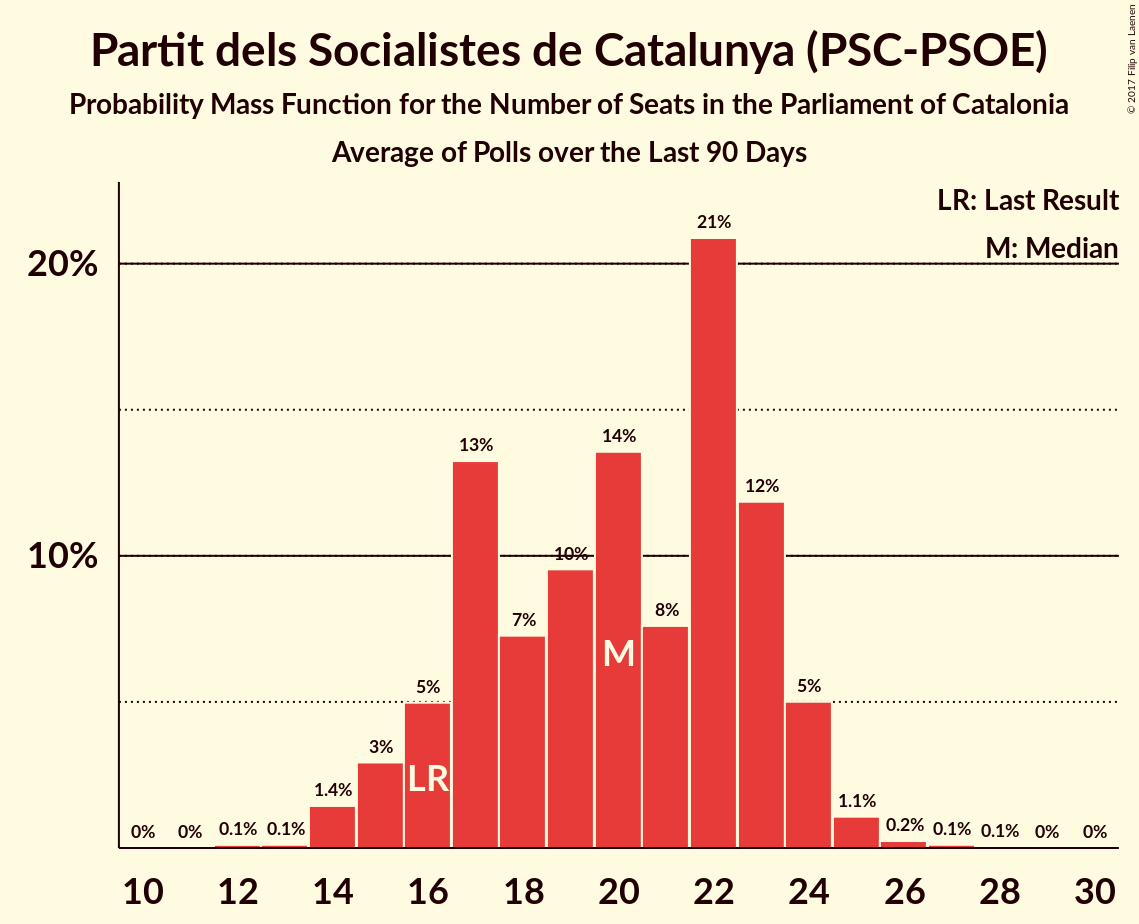 Partit dels Socialistes de Catalunya (PSC-PSOE)
Probability Mass Function for the Number of Seats in the Parliament of Catalonia
Average of Polls over the Last 90 Days
© 2017 Filip van Laenen
LR: Last Result
M: Median
20%
10%
0%
0%
0.1%
0.1%
1.4%
3%
5%
13%
7%
10%
14%
8%
21%
12%
5%
1.1%
0.2%
0.1%
0.1%
0%
0%
LR
M
10 12 14 16 18 20 22 24 26 28 30